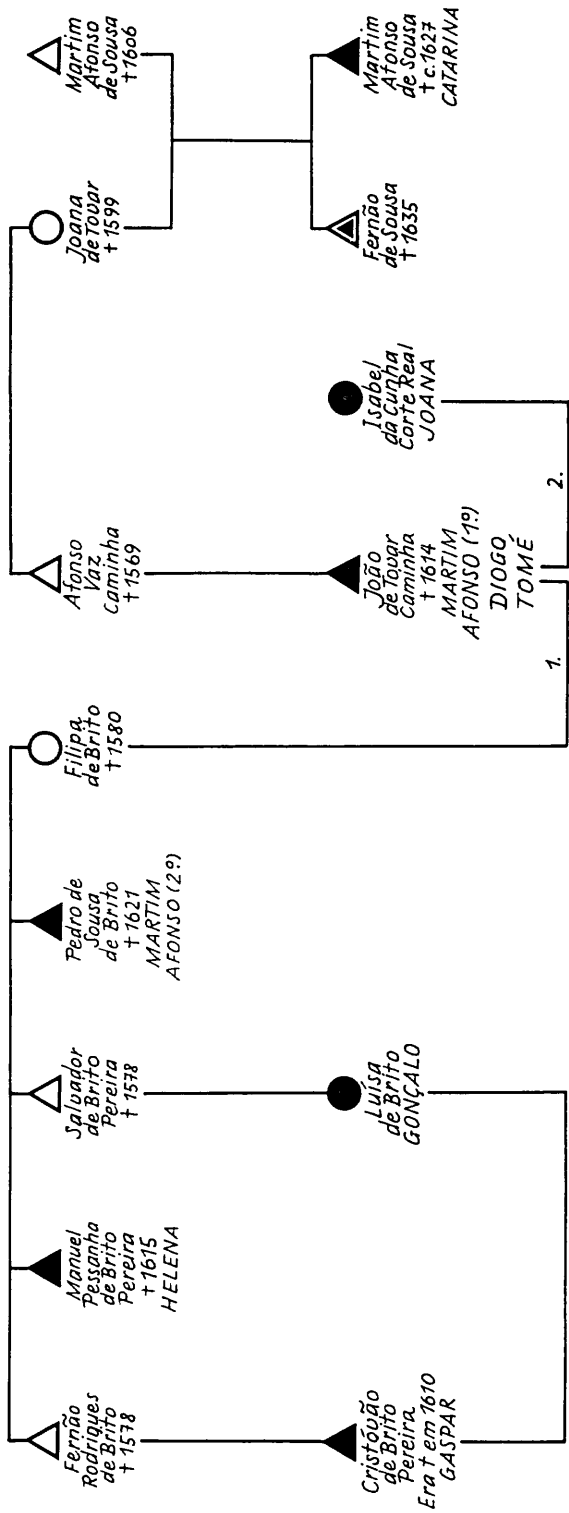 Fernão
Rodrigues
de Brito
† 1578
Manuel
Pessanha
de Brito
Pereira
† 1615
HELENA
Salvador
de Brito
Pereira
† 1578
Pedro de
Sousa
de Brito
† 1621
MARTIM
AFONSO (2º)
Filipa
de Brito
† 1580
Afonso
Vaz
Caminha
† 1569
Joana
de Tovar
† 1599
Martim
Afonso
de Sousa
† 1606
Cristóvão
de Brito
Pereira
Era † em 1610
GASPAR
Luísa
de Brito
GONÇALO
João
de Tovar
Caminha
† 1614
MARTIM
AFONSO (1º)
DIOGO
TOMÉ
Isabel
da Cunha
Corte Real
JOANA
Fernão
de Sousa
† 1635
Martim
Afonso
de Sousa
† c.1627
CATARINA
1.
2.